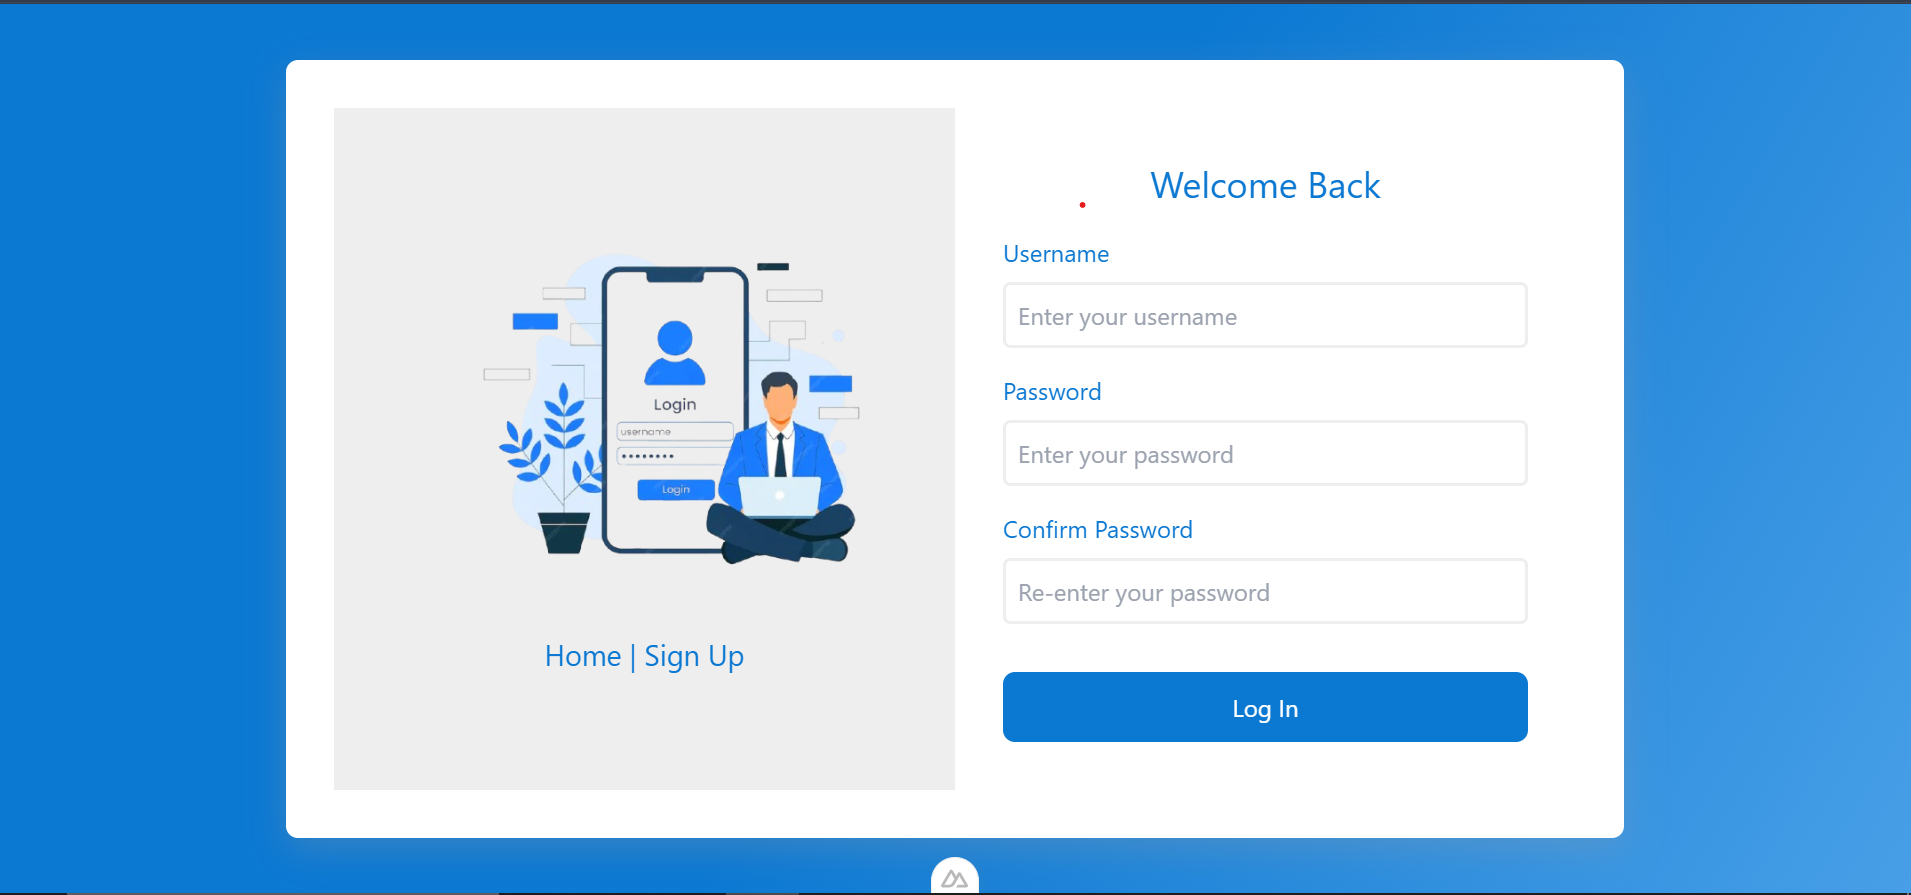 Login
username
Login
Home | Sign Up
Welcome Back
Username
Enter your username
Password
Enter your password
Confirm Password
Re-enter your password
Log In